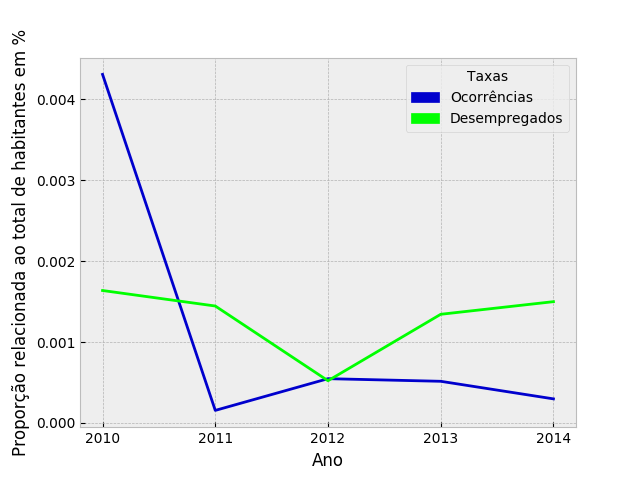 Proporção relacionada ao total de habitantes em %
Taxas
Ocorrências
Desempregados
0.004
0.003
0.002
0.001
0.000
2010 2011 2012 2013 2014
Ano